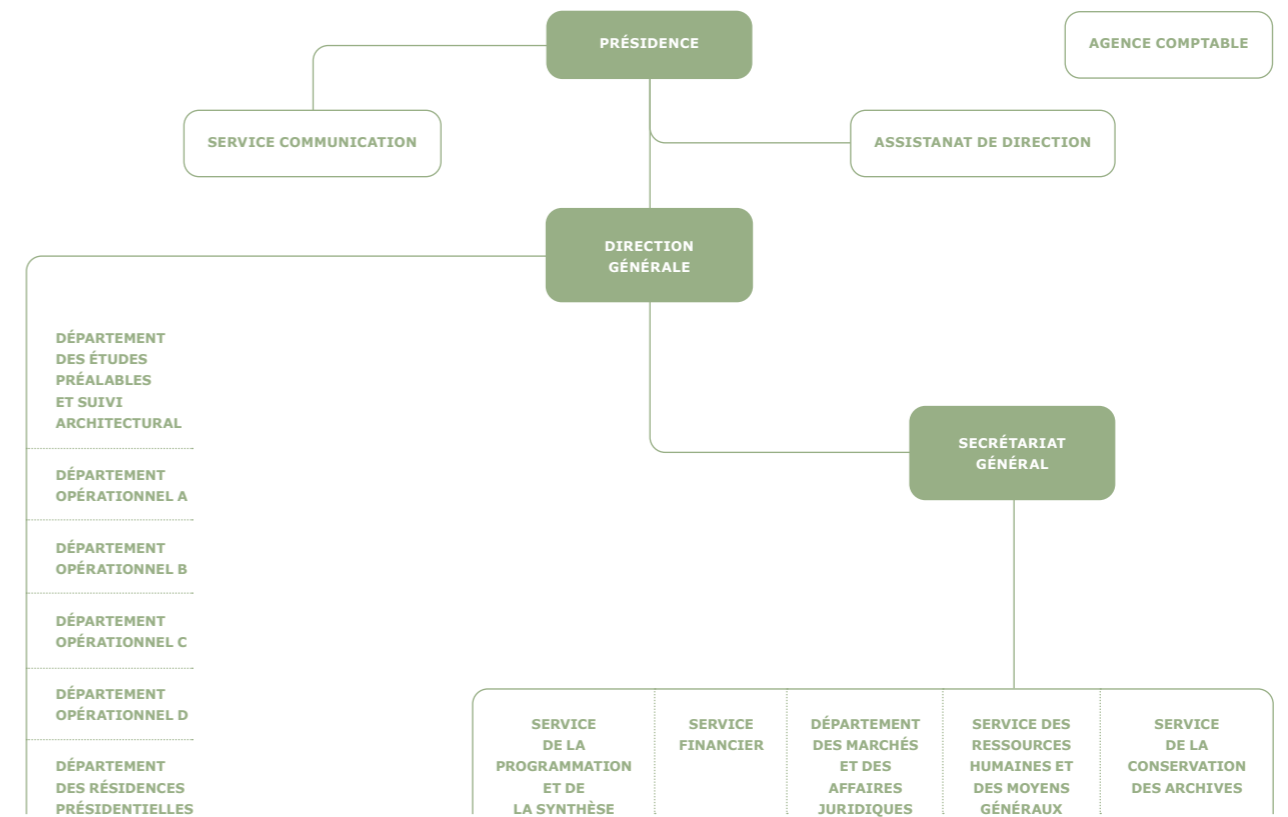 PRÉSIDENCE
AGENCE COMPTABLE
SERVICE COMMUNICATION
ASSISTANAT DE DIRECTION
DIRECTION
GÉNÉRALE
DÉPARTEMENT
DES ÉTUDES
PRÉALABLES
ET SUIVI
ARCHITECTURAL
DÉPARTEMENT
OPÉRATIONNEL A
DÉPARTEMENT
OPÉRATIONNEL B
DÉPARTEMENT
OPÉRATIONNEL C
DÉPARTEMENT
OPÉRATIONNEL D
DÉPARTEMENT
DES RÉSIDENCES
PRÉSIDENTIELLES
SECRÉTARIAT
GÉNÉRAL
SERVICE
DE LA
PROGRAMMATION
ET DE
LA SYNTHÈSE
SERVICE
FINANCIER
DÉPARTEMENT
DES MARCHÉS
ET DES
AFFAIRES
JURIDIQUES
SERVICE DES
RESSOURCES
HUMAINES ET
DES MOYENS
GÉNÉRAUX
SERVICE
DE LA
CONSERVATION
DES ARCHIVES